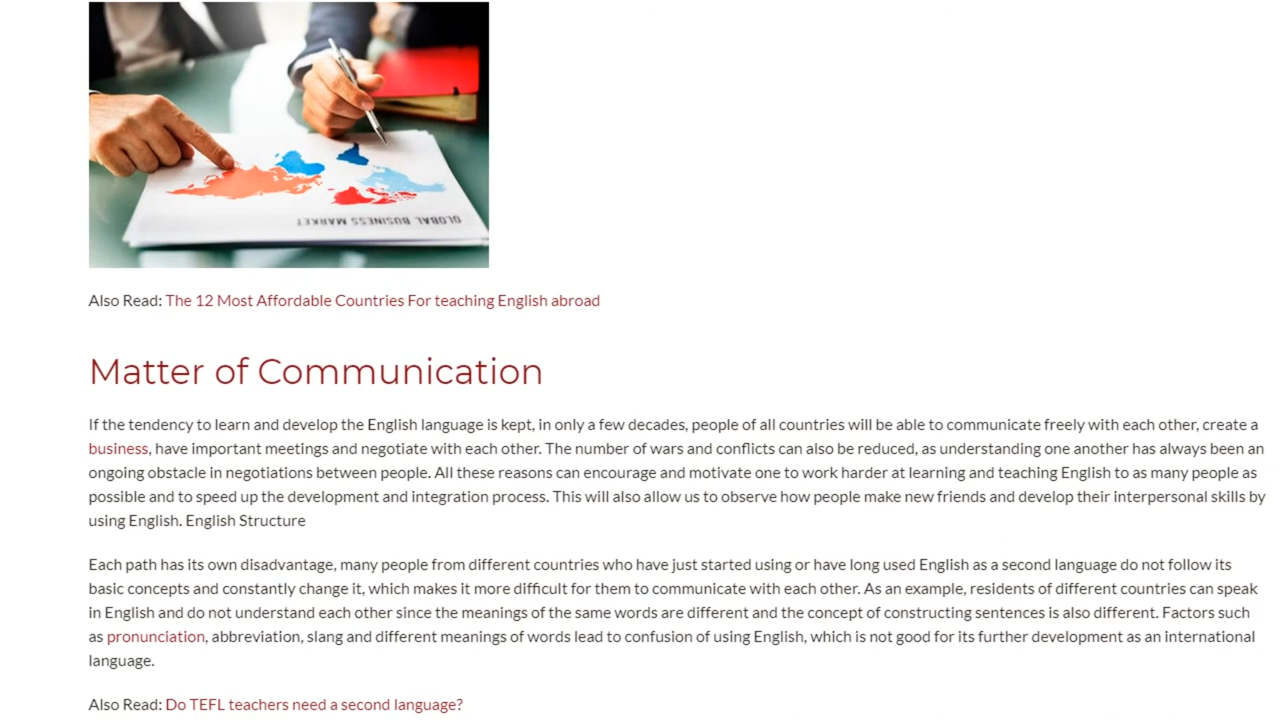 GLOBAL BUSINESS MARKET
Also Read: The 12 Most Affordable Countries For teaching English abroad
Matter of Communication
If the tendency to learn and develop the English language is kept, in only a few decades, people of all countries will be able to communicate freely with each other, create a
business, have important meetings and negotiate with each other. The number of wars and conflicts can also be reduced, as understanding one another has always been an
ongoing obstacle in negotiations between people. All these reasons can encourage and motivate one to work harder at learning and teaching English to as many people as
possible and to speed up the development and integration process. This will also allow us to observe how people make new friends and develop their interpersonal skills by
using English. English Structure
Each path has its own disadvantage, many people from different countries who have just started using or have long used English as a second language do not follow its
basic concepts and constantly change it, which makes it more difficult for them to communicate with each other. As an example, residents of different countries can speak
in English and do not understand each other since the meanings of the same words are different and the concept of constructing sentences is also different. Factors such
as pronunciation, abbreviation, slang and different meanings of words lead to confusion of using English, which is not good for its further development as an international
language.
Also Read: Do TEFL teachers need a second language?